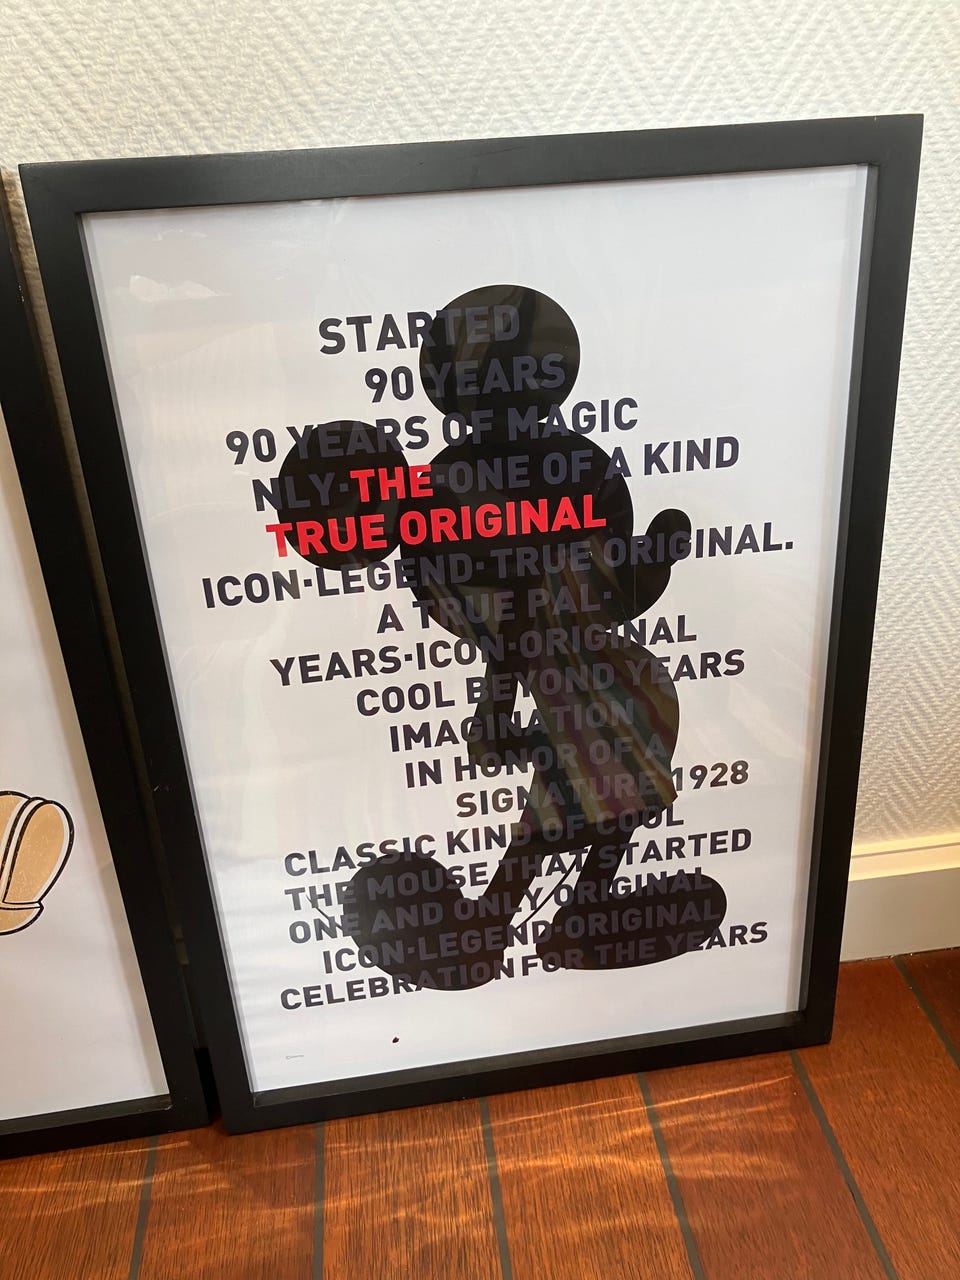 STARTED
90 YEARS
90 YEARS OF MAGIC
NLY·THE·ONE OF A KIND
TRUE ORIGINAL
ICON·LEGEND·TRUE ORIGINAL.
A TRUE PAL·
YEARS·ICON·ORIGINAL
COOL BEYOND YEARS
IMAGINATION
IN HONOR OF A
SIGNATURE 1928
CLASSIC KIND OF COOL
THE MOUSE THAT STARTED
ONE AND ONLY ORIGINAL
ICON·LEGEND·ORIGINAL
CELEBRATION FOR THE YEARS